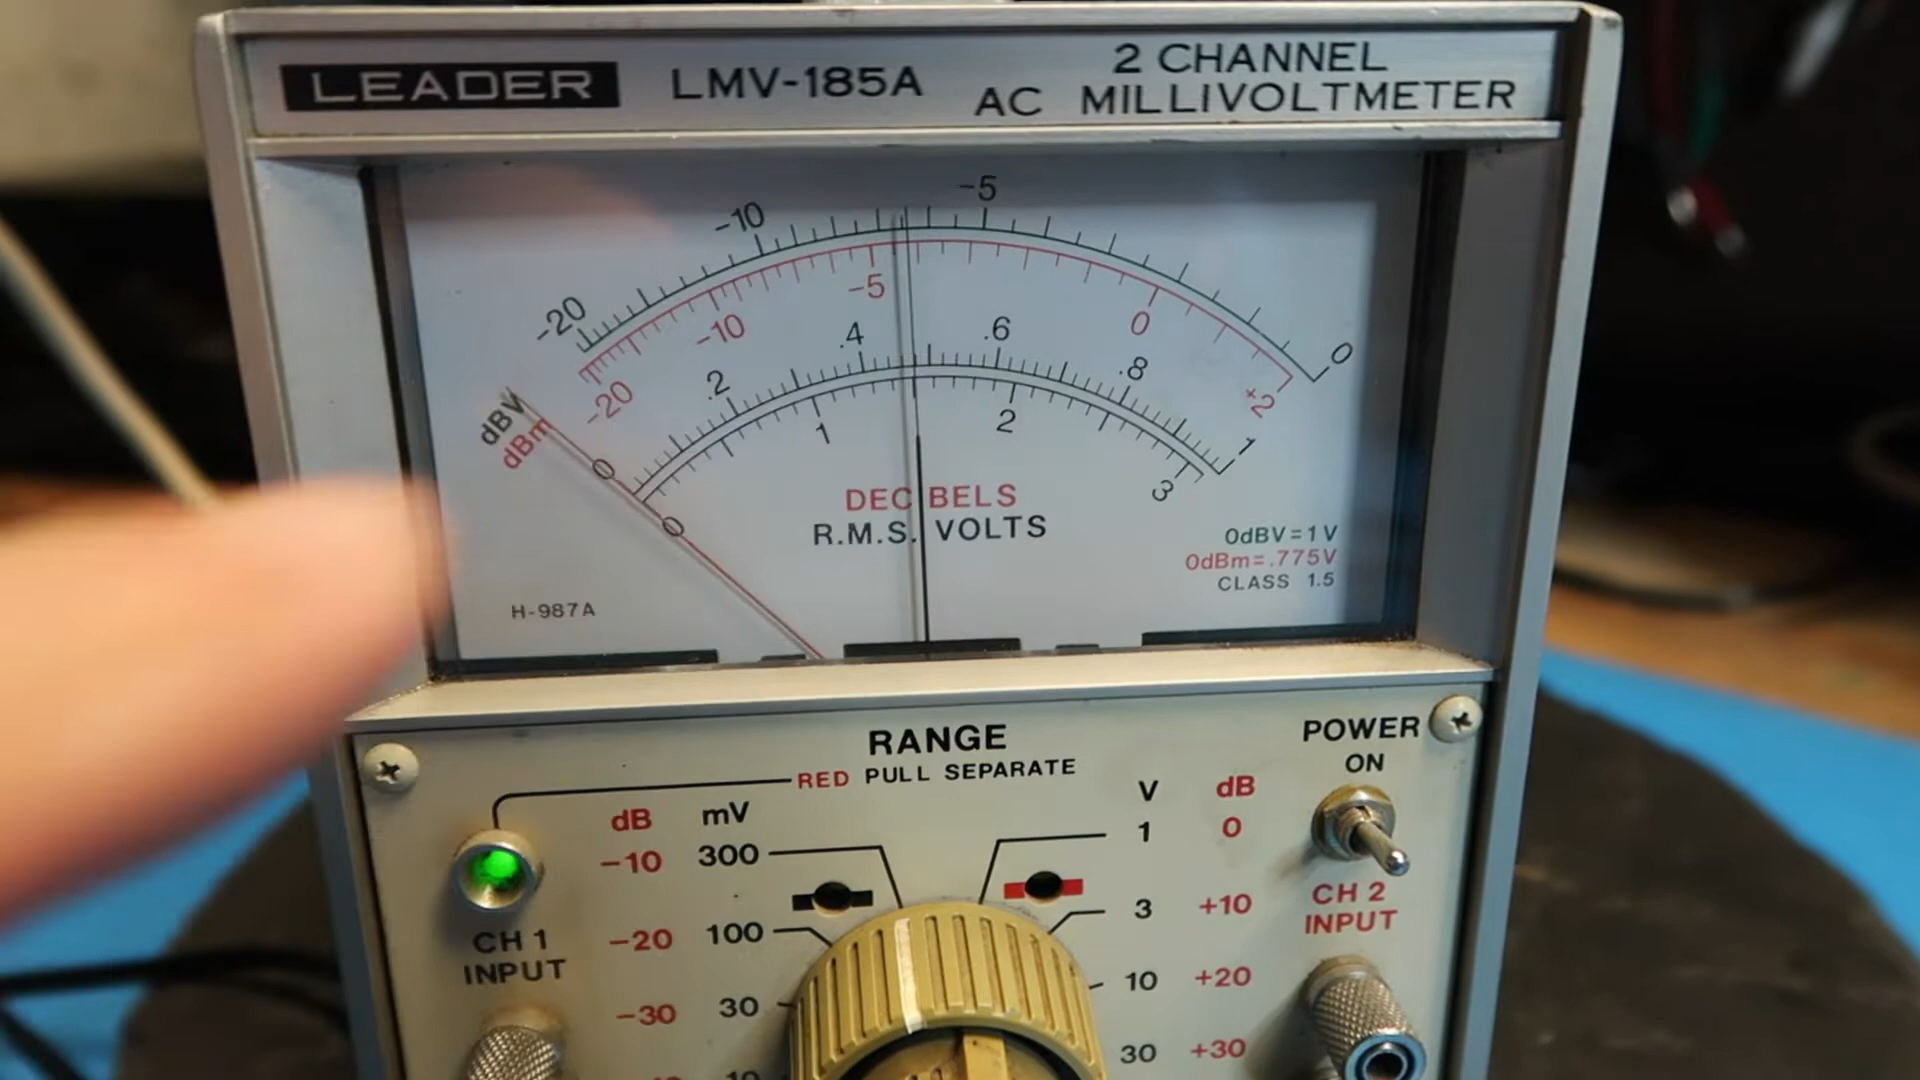 LEADER LMV-185A 2 CHANNEL
AC MILLIVOLTMETER
-20 -10 -5 0
-20 -10 -5 0 +2
dBV
dBm
0 .2 .4 .6 .8 1
0 1 2 3
DECIBELS
R.M.S. VOLTS
0dBV=1V
0dBm=.775V
CLASS 1.5
H-987A
RANGE
RED PULL SEPARATE
POWER
ON
dB mV V dB
-10 300 1 0
-20 100 3 +10
-30 30 10 +20
10 30 +30
CH 1
INPUT
CH 2
INPUT